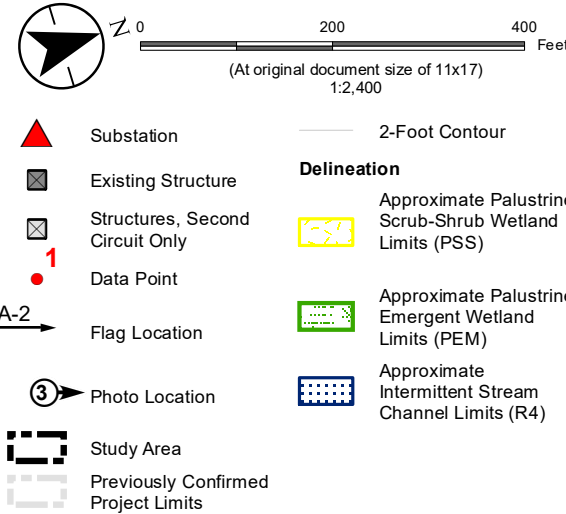 N
0 200 400
Feet
(At original document size of 11x17)
1:2,400
Substation
Existing Structure
Structures, Second
Circuit Only
1
Data Point
A-2
Flag Location
3
Photo Location
Study Area
Previously Confirmed
Project Limits
2-Foot Contour
Delineation
Approximate Palustrine
Scrub-Shrub Wetland
Limits (PSS)
Approximate Palustrine
Emergent Wetland
Limits (PEM)
Approximate
Intermittent Stream
Channel Limits (R4)